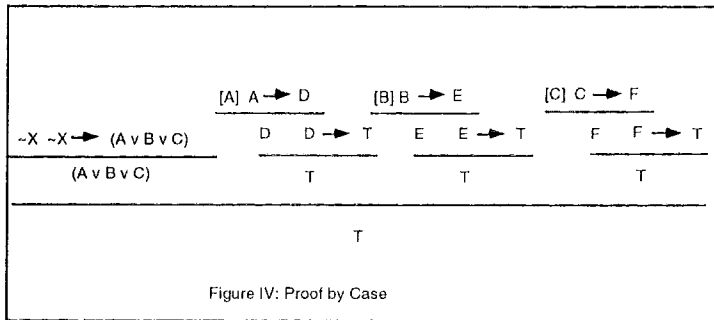 [A] A → D [B] B → E [C] C → F
~X ~X → (A v B v C) D D → T E E → T F F → T
(A v B v C) T T T
T
Figure IV: Proof by Case